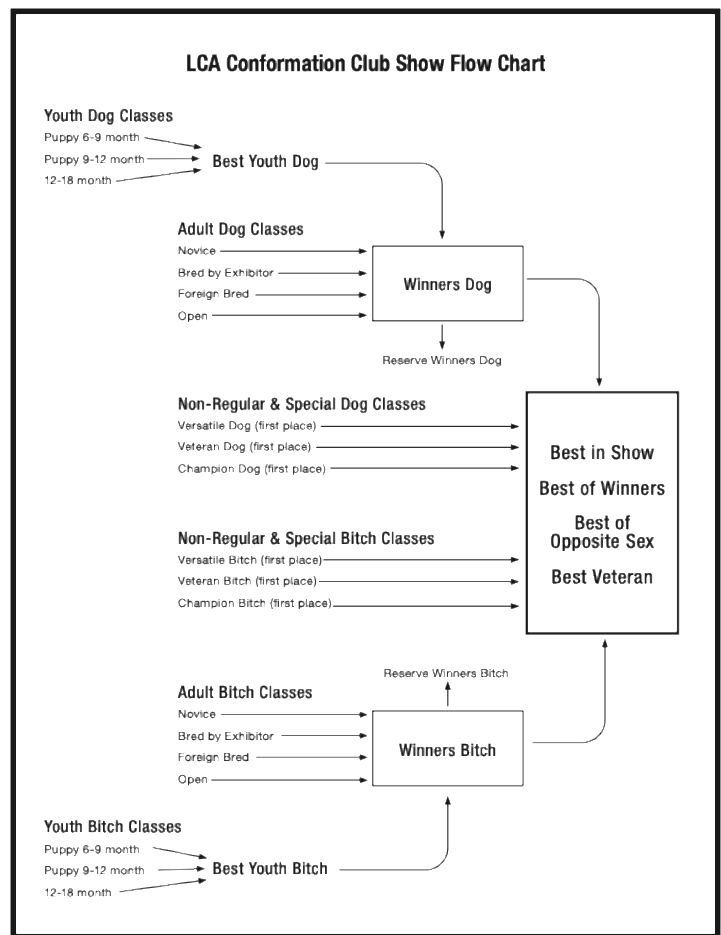 LCA Conformation Club Show Flow Chart
Youth Dog Classes
Puppy 6-9 month
Puppy 9-12 month
12-18 month
Best Youth Dog
Adult Dog Classes
Novice
Bred by Exhibitor
Foreign Bred
Open
Winners Dog
Reserve Winners Dog
Non-Regular & Special Dog Classes
Versatile Dog (first place)
Veteran Dog (first place)
Champion Dog (first place)
Non-Regular & Special Bitch Classes
Versatile Bitch (first place)
Veteran Bitch (first place)
Champion Bitch (first place)
Best in Show
Best of Winners
Best of
Opposite Sex
Best Veteran
Reserve Winners Bitch
Adult Bitch Classes
Novice
Bred by Exhibitor
Foreign Bred
Open
Winners Bitch
Youth Bitch Classes
Puppy 6-9 month
Puppy 9-12 month
12-18 month
Best Youth Bitch